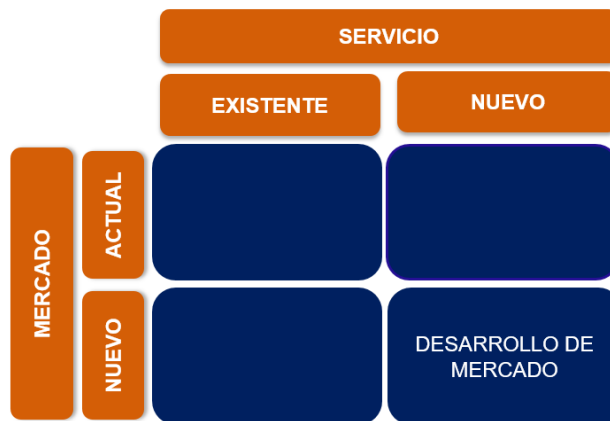 SERVICIO
EXISTENTE
NUEVO
MERCADO
ACTUAL
NUEVO
DESARROLLO DE
MERCADO